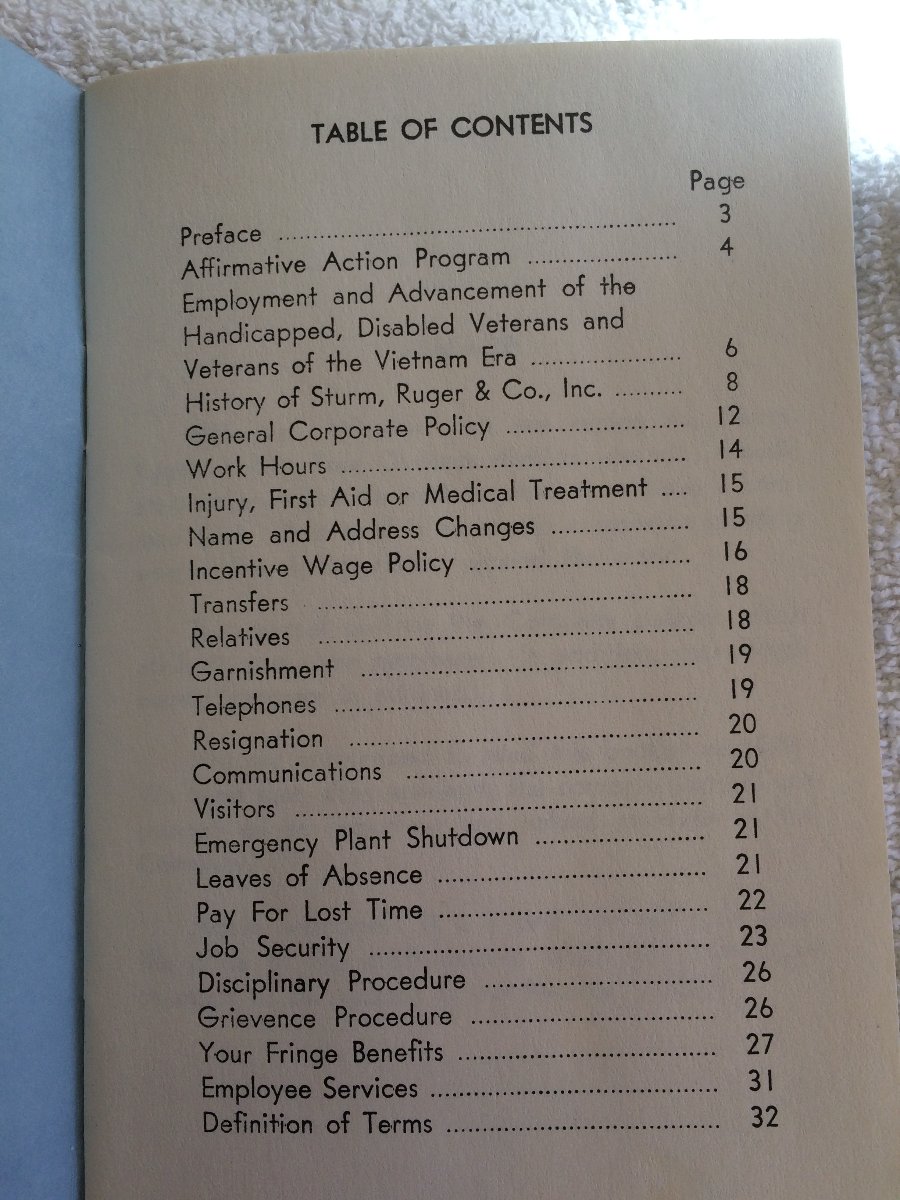 TABLE OF CONTENTS
Page
Preface ........................................................ 3
Affirmative Action Program ...................... 4
Employment and Advancement of the
Handicapped, Disabled Veterans and
Veterans of the Vietnam Era ...................... 6
History of Sturm, Ruger & Co., Inc. .......... 8
General Corporate Policy .......................... 12
Work Hours .................................................. 14
Injury, First Aid or Medical Treatment .... 15
Name and Address Changes .................... 15
Incentive Wage Policy ................................ 16
Transfers ...................................................... 18
Relatives ...................................................... 18
Garnishment ................................................ 19
Telephones .................................................... 19
Resignation .................................................. 20
Communications .......................................... 20
Visitors .......................................................... 21
Emergency Plant Shutdown ........................ 21
Leaves of Absence ...................................... 21
Pay For Lost Time ...................................... 22
Job Security ................................................ 23
Disciplinary Procedure ................................ 26
Grievence Procedure .................................. 26
Your Fringe Benefits .................................... 27
Employee Services ........................................ 31
Definition of Terms ...................................... 32